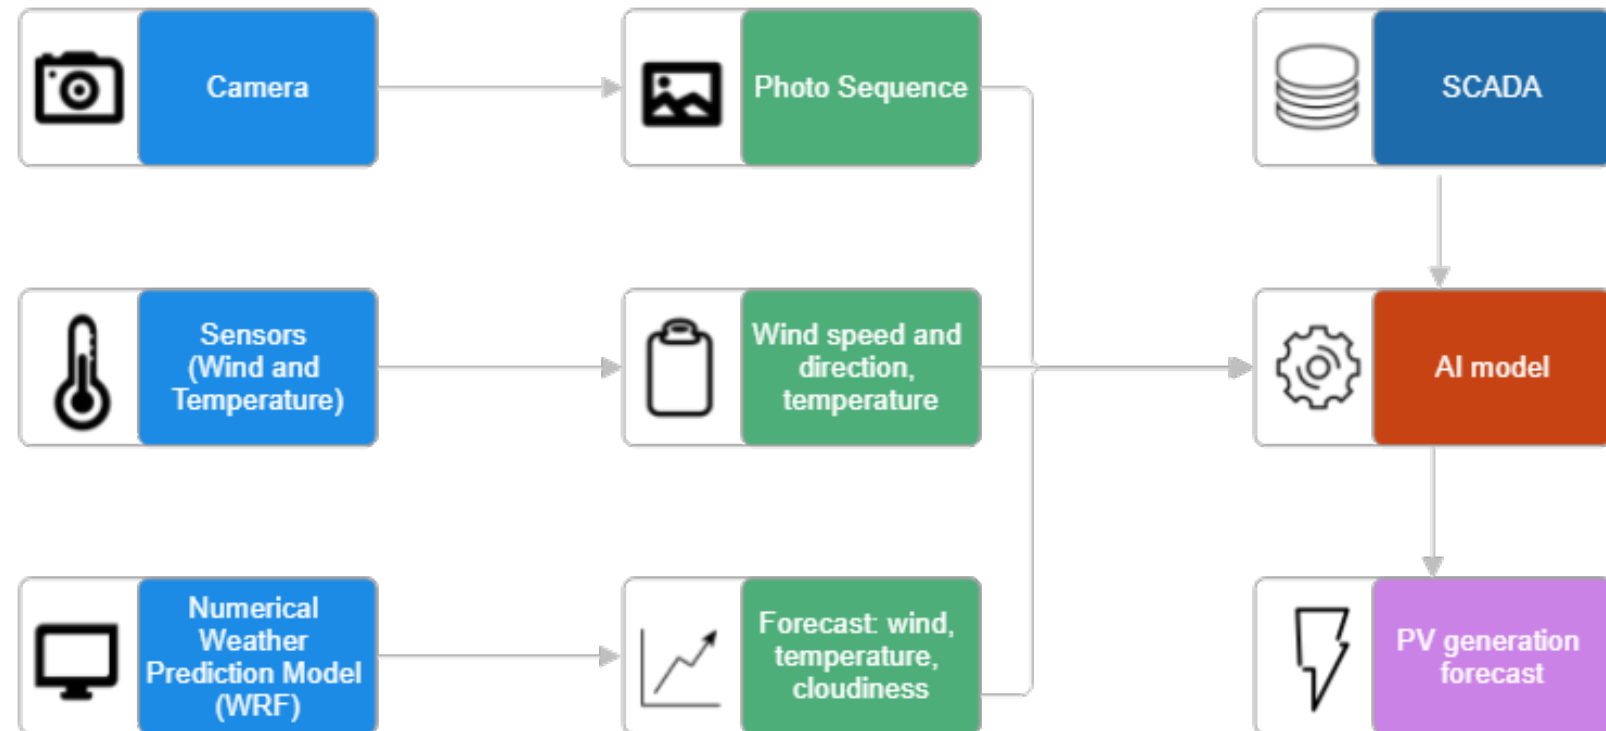 Camera
Photo Sequence
SCADA
Sensors
(Wind and
Temperature)
Wind speed and
direction,
temperature
AI model
Numerical
Weather
Prediction Model
(WRF)
Forecast: wind,
temperature,
cloudiness
PV generation
forecast